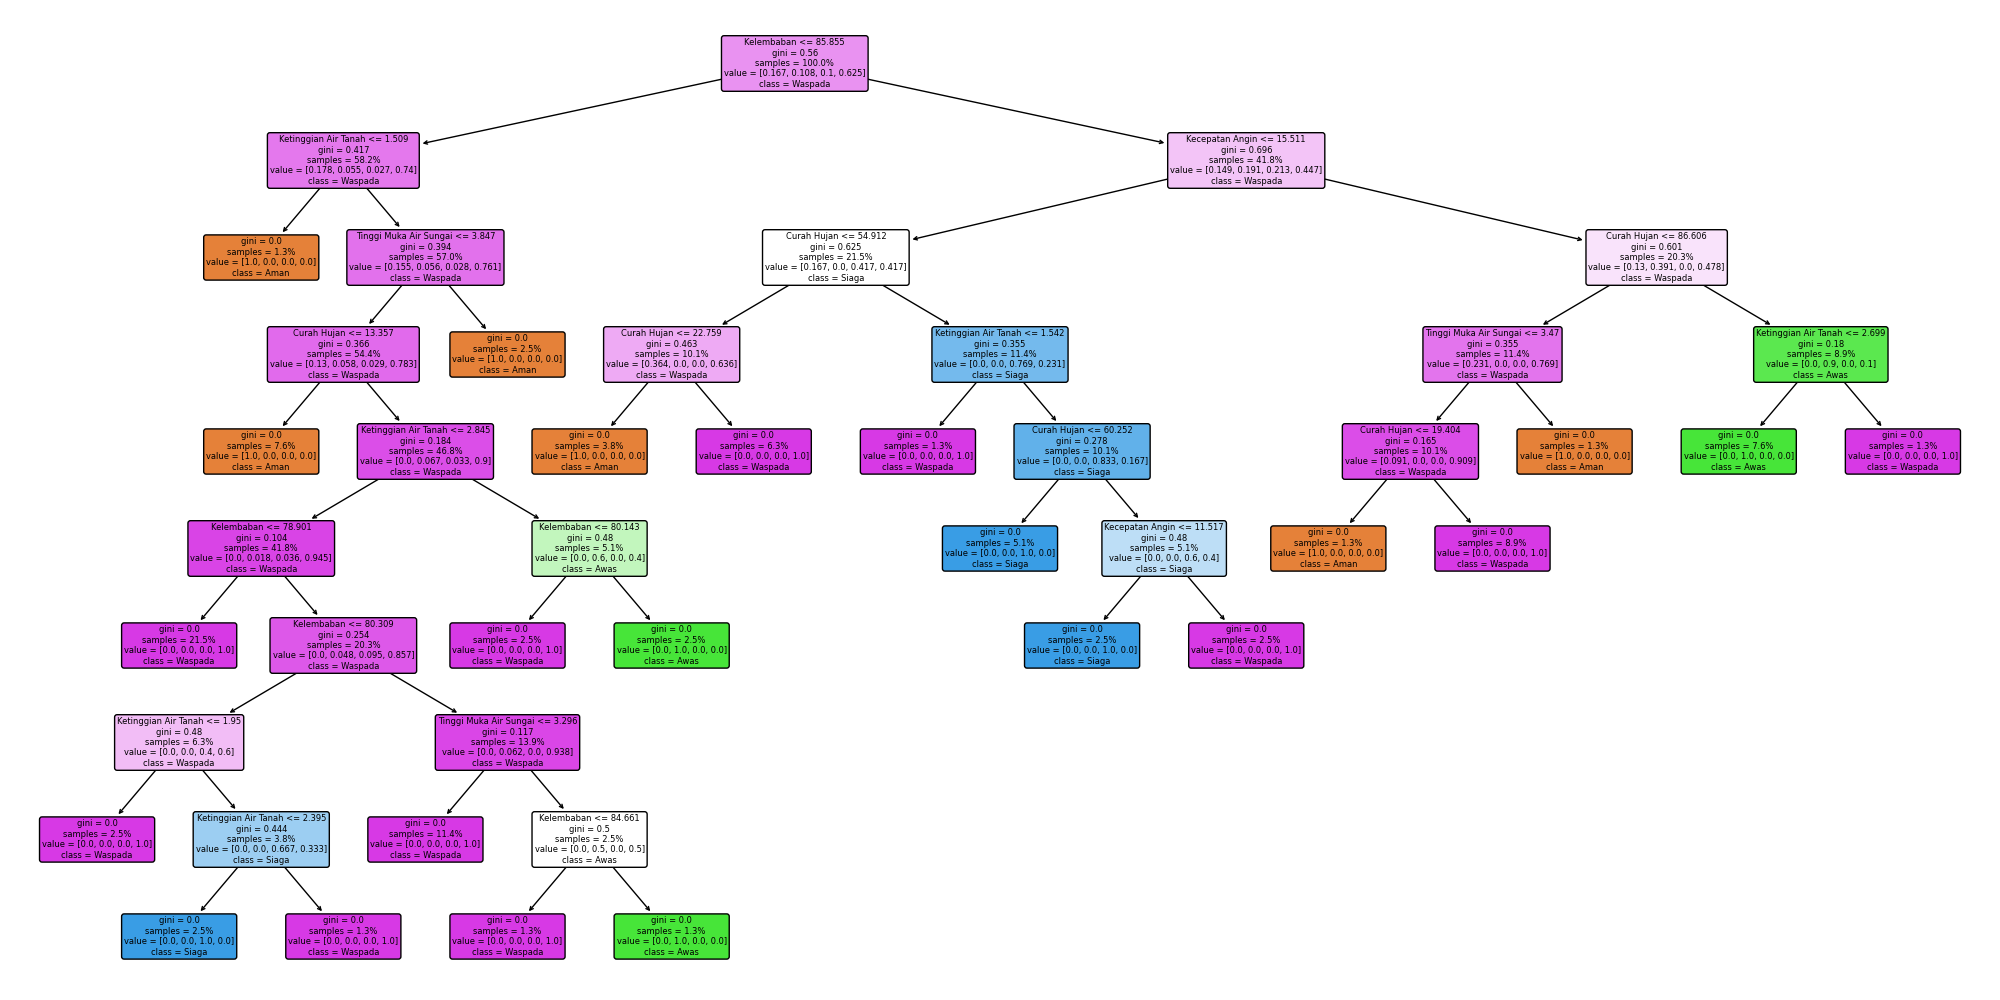 Kelembaban <= 85.855
gini = 0.56
samples = 100.0%
value = [0.167, 0.108, 0.1, 0.625]
class = Waspada
Ketinggian Air Tanah <= 1.509
gini = 0.417
samples = 58.2%
value = [0.178, 0.055, 0.027, 0.74]
class = Waspada
Kecepatan Angin <= 15.511
gini = 0.696
samples = 41.8%
value = [0.149, 0.191, 0.213, 0.447]
class = Waspada
gini = 0.0
samples = 1.3%
value = [1.0, 0.0, 0.0, 0.0]
class = Aman
Tinggi Muka Air Sungai <= 3.847
gini = 0.394
samples = 57.0%
value = [0.155, 0.056, 0.028, 0.761]
class = Waspada
Curah Hujan <= 54.912
gini = 0.625
samples = 21.5%
value = [0.167, 0.0, 0.417, 0.417]
class = Siaga
Curah Hujan <= 86.606
gini = 0.601
samples = 20.3%
value = [0.13, 0.391, 0.0, 0.478]
class = Waspada
Curah Hujan <= 13.357
gini = 0.366
samples = 54.4%
value = [0.13, 0.058, 0.029, 0.783]
class = Waspada
gini = 0.0
samples = 2.5%
value = [1.0, 0.0, 0.0, 0.0]
class = Aman
Curah Hujan <= 22.759
gini = 0.463
samples = 10.1%
value = [0.364, 0.0, 0.0, 0.636]
class = Waspada
Ketinggian Air Tanah <= 1.542
gini = 0.355
samples = 11.4%
value = [0.0, 0.0, 0.769, 0.231]
class = Siaga
Tinggi Muka Air Sungai <= 3.47
gini = 0.355
samples = 11.4%
value = [0.231, 0.0, 0.0, 0.769]
class = Waspada
Ketinggian Air Tanah <= 2.699
gini = 0.18
samples = 8.9%
value = [0.0, 0.9, 0.0, 0.1]
class = Awas
gini = 0.0
samples = 7.6%
value = [1.0, 0.0, 0.0, 0.0]
class = Aman
Ketinggian Air Tanah <= 2.845
gini = 0.184
samples = 46.8%
value = [0.0, 0.067, 0.033, 0.9]
class = Waspada
gini = 0.0
samples = 3.8%
value = [1.0, 0.0, 0.0, 0.0]
class = Aman
gini = 0.0
samples = 6.3%
value = [0.0, 0.0, 0.0, 1.0]
class = Waspada
gini = 0.0
samples = 1.3%
value = [0.0, 0.0, 0.0, 1.0]
class = Waspada
Curah Hujan <= 60.252
gini = 0.278
samples = 10.1%
value = [0.0, 0.0, 0.833, 0.167]
class = Siaga
Curah Hujan <= 19.404
gini = 0.165
samples = 10.1%
value = [0.091, 0.0, 0.0, 0.909]
class = Waspada
gini = 0.0
samples = 1.3%
value = [1.0, 0.0, 0.0, 0.0]
class = Aman
gini = 0.0
samples = 7.6%
value = [0.0, 1.0, 0.0, 0.0]
class = Awas
gini = 0.0
samples = 1.3%
value = [0.0, 0.0, 0.0, 1.0]
class = Waspada
Kelembaban <= 78.901
gini = 0.104
samples = 41.8%
value = [0.0, 0.018, 0.036, 0.945]
class = Waspada
Kelembaban <= 80.143
gini = 0.48
samples = 5.1%
value = [0.0, 0.6, 0.0, 0.4]
class = Awas
gini = 0.0
samples = 5.1%
value = [0.0, 0.0, 1.0, 0.0]
class = Siaga
Kecepatan Angin <= 11.517
gini = 0.48
samples = 5.1%
value = [0.0, 0.0, 0.6, 0.4]
class = Siaga
gini = 0.0
samples = 1.3%
value = [1.0, 0.0, 0.0, 0.0]
class = Aman
gini = 0.0
samples = 8.9%
value = [0.0, 0.0, 0.0, 1.0]
class = Waspada
gini = 0.0
samples = 21.5%
value = [0.0, 0.0, 0.0, 1.0]
class = Waspada
Kelembaban <= 80.309
gini = 0.254
samples = 20.3%
value = [0.0, 0.048, 0.095, 0.857]
class = Waspada
gini = 0.0
samples = 2.5%
value = [0.0, 0.0, 0.0, 1.0]
class = Waspada
gini = 0.0
samples = 2.5%
value = [0.0, 1.0, 0.0, 0.0]
class = Awas
gini = 0.0
samples = 2.5%
value = [0.0, 0.0, 1.0, 0.0]
class = Siaga
gini = 0.0
samples = 2.5%
value = [0.0, 0.0, 0.0, 1.0]
class = Waspada
Ketinggian Air Tanah <= 1.95
gini = 0.48
samples = 6.3%
value = [0.0, 0.0, 0.4, 0.6]
class = Waspada
Tinggi Muka Air Sungai <= 3.296
gini = 0.117
samples = 13.9%
value = [0.0, 0.062, 0.0, 0.938]
class = Waspada
gini = 0.0
samples = 2.5%
value = [0.0, 0.0, 0.0, 1.0]
class = Waspada
Ketinggian Air Tanah <= 2.395
gini = 0.444
samples = 3.8%
value = [0.0, 0.0, 0.667, 0.333]
class = Siaga
gini = 0.0
samples = 11.4%
value = [0.0, 0.0, 0.0, 1.0]
class = Waspada
Kelembaban <= 84.661
gini = 0.5
samples = 2.5%
value = [0.0, 0.5, 0.0, 0.5]
class = Awas
gini = 0.0
samples = 2.5%
value = [0.0, 0.0, 1.0, 0.0]
class = Siaga
gini = 0.0
samples = 1.3%
value = [0.0, 0.0, 0.0, 1.0]
class = Waspada
gini = 0.0
samples = 1.3%
value = [0.0, 0.0, 0.0, 1.0]
class = Waspada
gini = 0.0
samples = 1.3%
value = [0.0, 1.0, 0.0, 0.0]
class = Awas